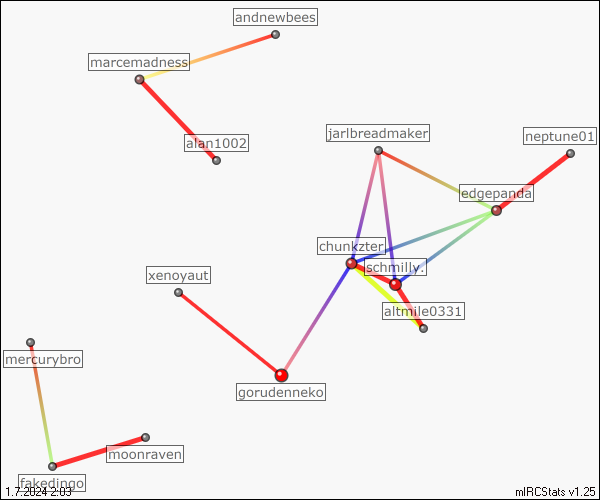 andnewbees
marcemadness
alan1002
jarlbreadmaker
neptune01
edgepanda
chunkzter
schmilly.
xenoyaut
altmile0331
mercurybro
gorudenneko
moonraven
fakedingo
1.7.2024 2:03
mIRCStats v1.25